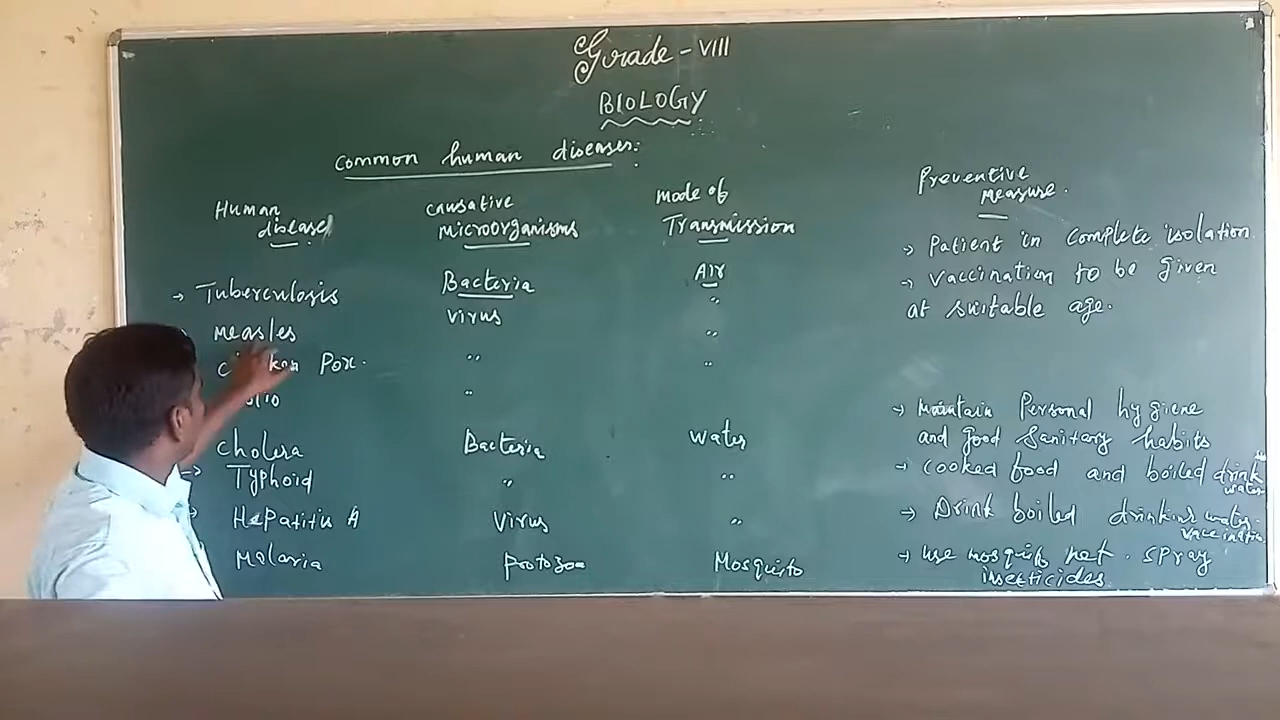 Grade - VIII
BIOLOGY
common human diseases:
Human disease
causative microorganisms
mode of Transmission
Preventive measure.
→ Tuberculosis Bacteria Air
Measles virus "
Pox. " "
"
cholera Bacteria water
→ Typhoid " "
Hepatitis A Virus "
Malaria protozoa Mosquito
→ Patient in complete isolation.
→ vaccination to be given
at suitable age.
→ Maintain Personal hygiene
and good sanitary habits
→ cooked food and boiled drink water
→ Drink boiled drinking water. vaccination
→ use mosquito net. spray
insecticides